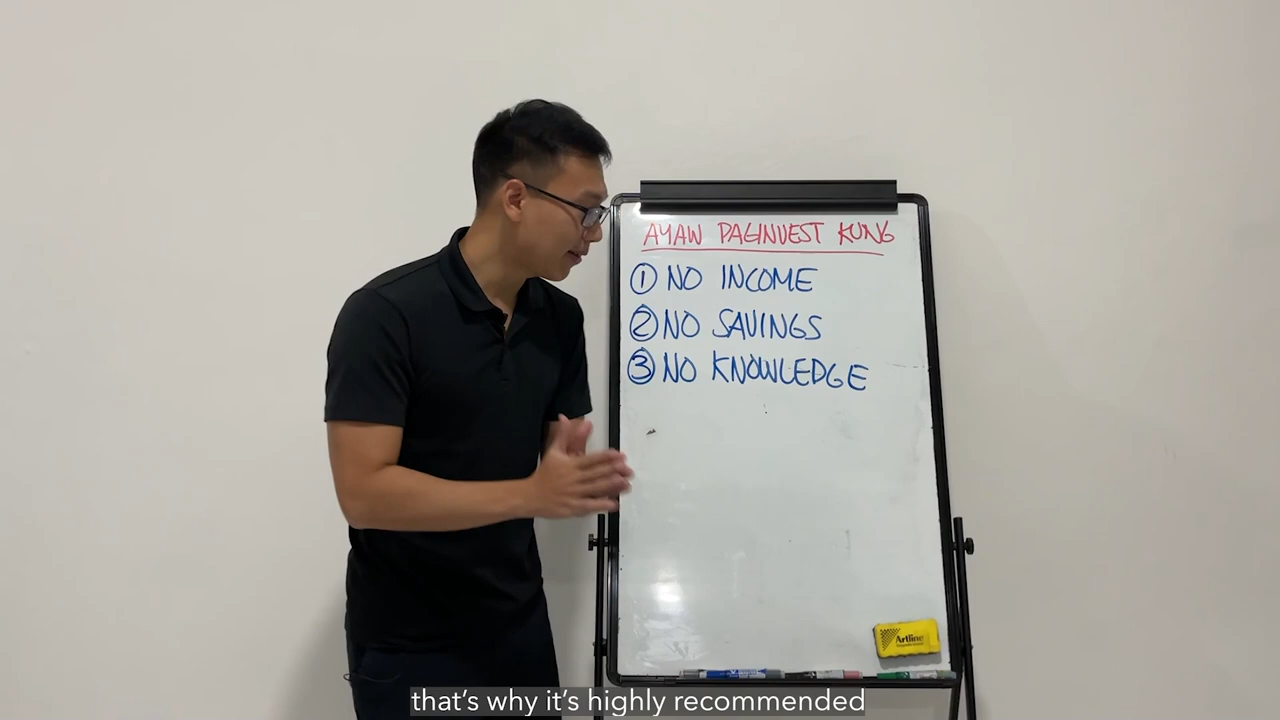 AYAW PAGINVEST KUNG
① NO INCOME
② NO SAVINGS
③ NO KNOWLEDGE
Artline
that's why it's highly recommended